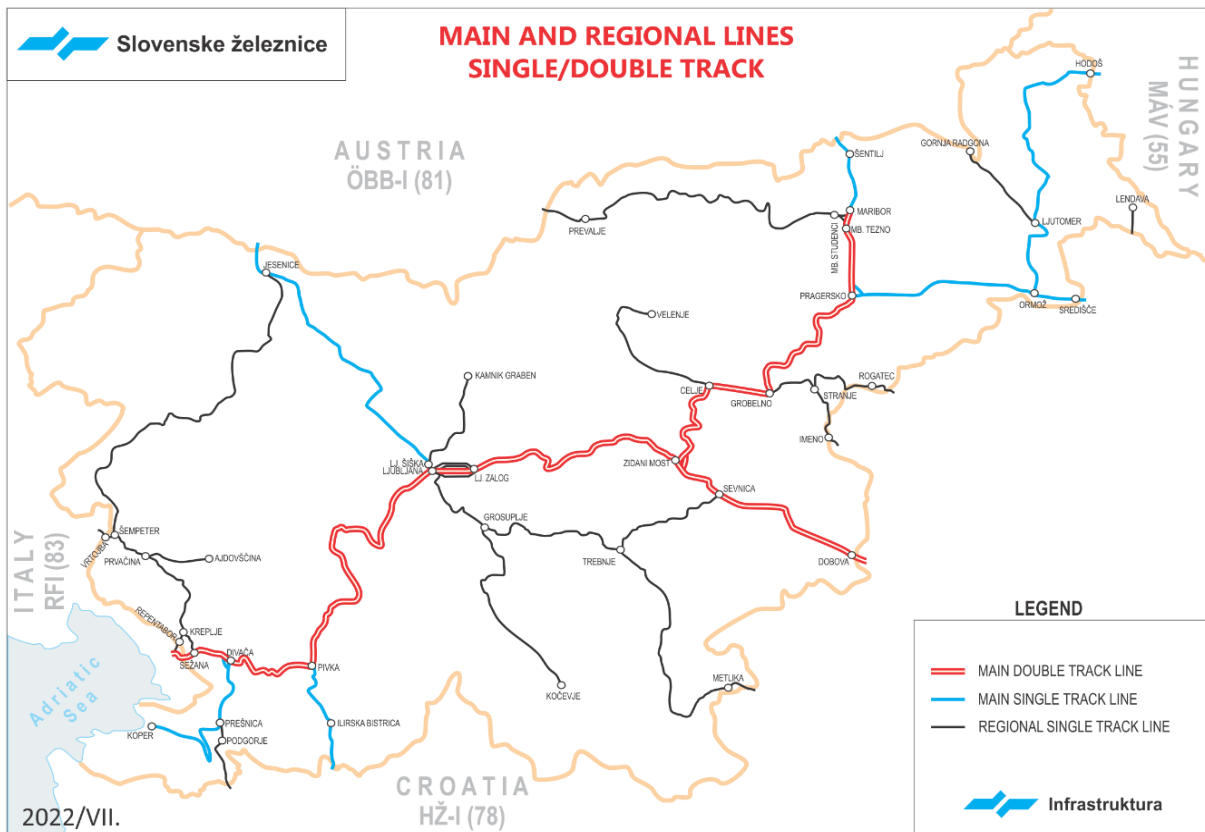 Slovenske železnice
MAIN AND REGIONAL LINES
SINGLE/DOUBLE TRACK
HUNGARY
MÁV (55)
AUSTRIA
ÖBB-I (81)
HODOŠ
ŠENTILJ
GORNJA RADGONA
LENDAVA
MARIBOR
LJUTOMER
PREVALJE
MB. STUDENCI
MB. TEZNO
JESENICE
PRAGERSKO
ORMOŽ
SREDIŠČE
VELENJE
KAMNIK GRABEN
CELJE
GROBELNO
STRANJE
ROGATEC
IMENO
LJ. ŠIŠKA
LJUBLJANA
LJ. ZALOG
ZIDANI MOST
SEVNICA
GROSUPLJE
TREBNJE
DOBOVA
ITALY
RFI (83)
VRTOJBA
ŠEMPETER
PRVAČINA
AJDOVŠČINA
REPENTABOR
KREPLJE
SEŽANA
DIVAČA
PIVKA
KOČEVJE
METLIKA
Adriatic
Sea
KOPER
PREŠNICA
PODGORJE
ILIRSKA BISTRICA
CROATIA
HŽ-I (78)
2022/VII.
LEGEND
MAIN DOUBLE TRACK LINE
MAIN SINGLE TRACK LINE
REGIONAL SINGLE TRACK LINE
Infrastruktura